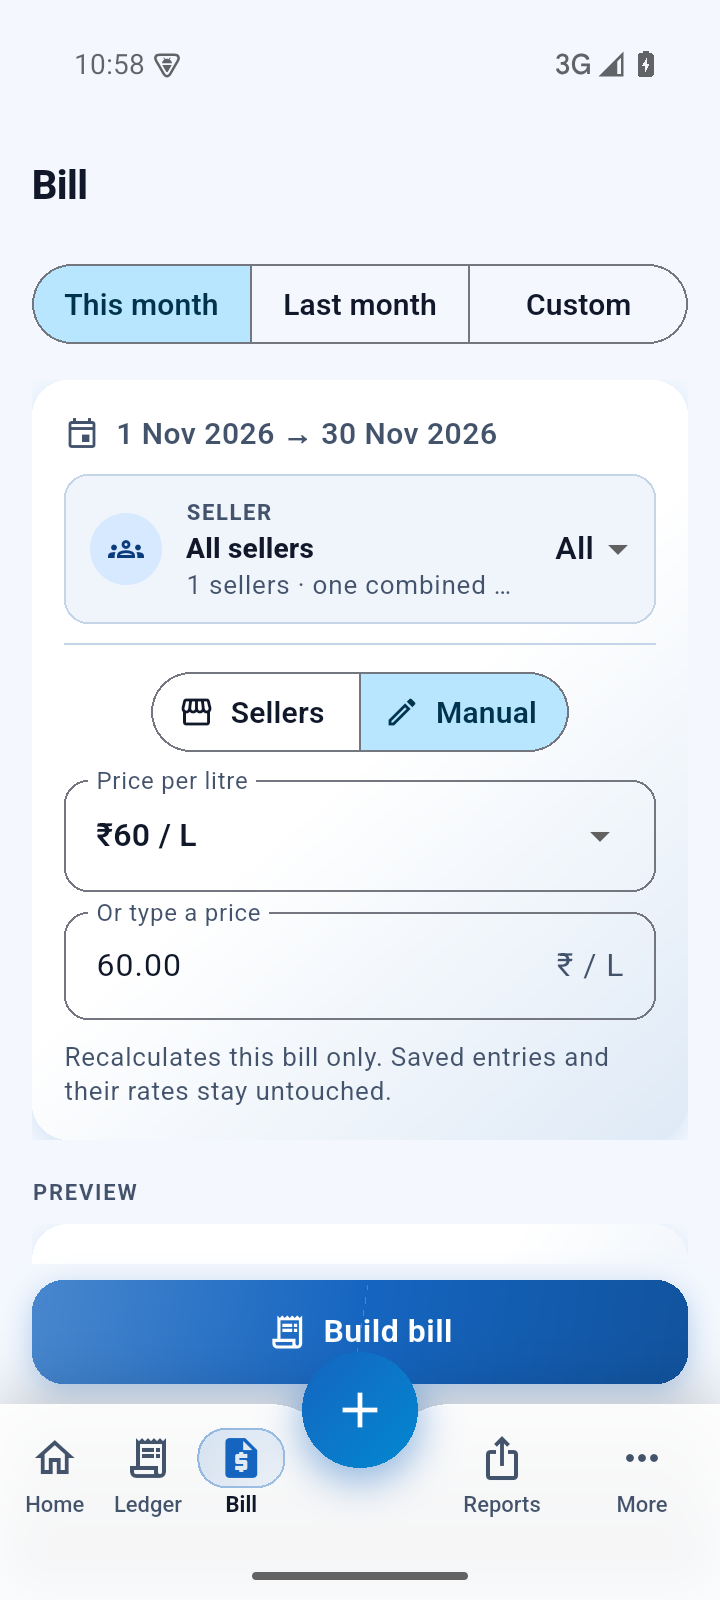 10:58
3G
Bill
This month
Last month
Custom
1 Nov 2026 → 30 Nov 2026
SELLER
All sellers
1 sellers · one combined ...
All
Sellers
Manual
Price per litre
₹60 / L
Or type a price
60.00
₹ / L
Recalculates this bill only. Saved entries and
their rates stay untouched.
PREVIEW
Build bill
Home
Ledger
Bill
Reports
More